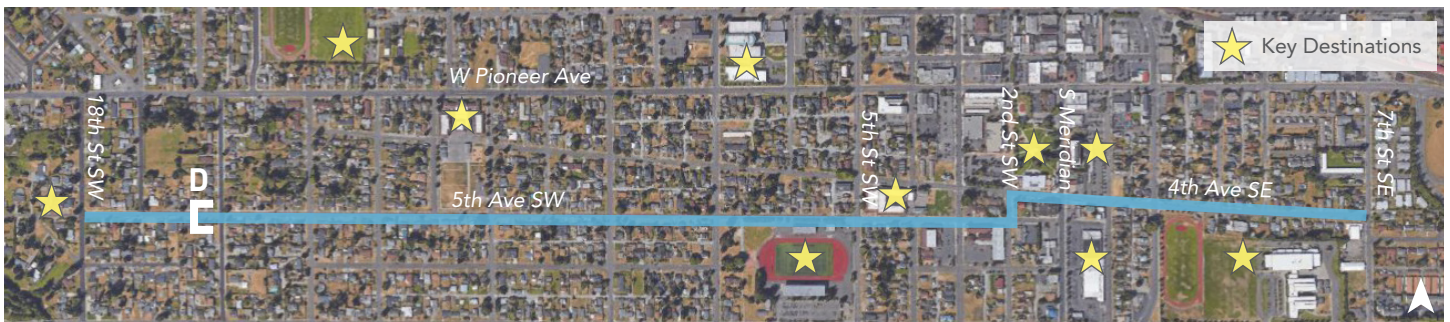 Key Destinations
W Pioneer Ave
18th St SW
5th St SW
2nd St SW
S Meridian
7th St SE
D
5th Ave SW
4th Ave SE